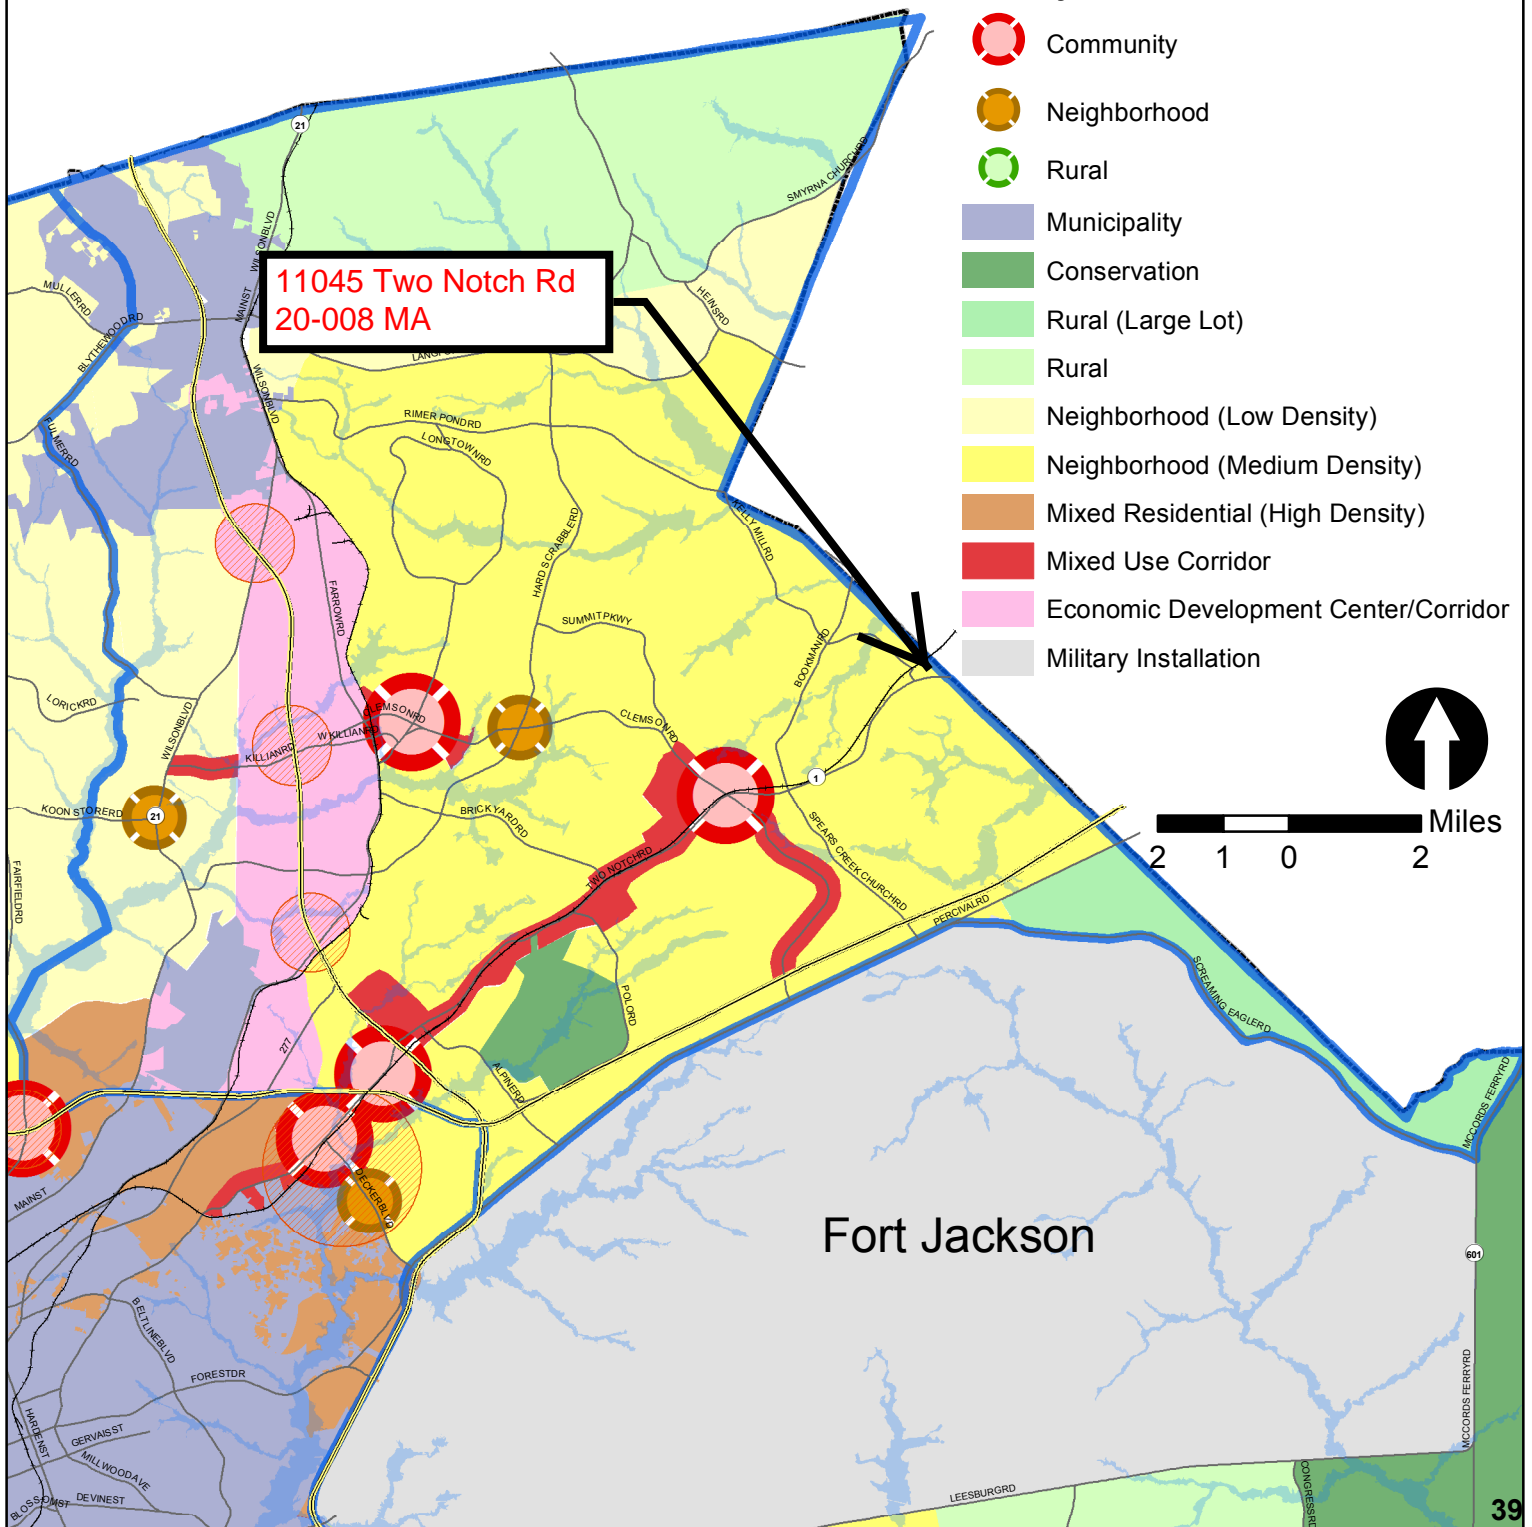 Community
Neighborhood
Rural
Municipality
Conservation
Rural (Large Lot)
Rural
Neighborhood (Low Density)
Neighborhood (Medium Density)
Mixed Residential (High Density)
Mixed Use Corridor
Economic Development Center/Corridor
Military Installation
Miles
2 1 0 2
21
SMYRNA CHURCHRD
WILSONBLVD
11045 Two Notch Rd
20-008 MA
MULLERRD
MAINST
HEINSRD
BLYTHEWOODRD
WILSONBLVD
RIMER PONDRD
LONGTOWNRD
FULMERRD
KELLY MILLRD
HARD SCRABBLERD
FARROWRD
SUMMITPKWY
BOOKMANRD
LORICKRD
WILSONBLVD
CLEMSONRD
CLEMSONRD
W KILLIANRD
KILLIANRD
1
KOON STORERD
21
BRICKYARDRD
SPEARS CREEKCHURCHRD
TWO NOTCHRD
FAIRFIELDRD
PERCIVALRD
SCREAMING EAGLERD
POLORD
277
ALPINERD
MCCORDS FERRYRD
DECKERBLVD
MAINST
Fort Jackson
601
BELTLINEBLVD
FORESTDR
MCCORDS FERRYRD
HARDENST
GERVAISST
MILLWOODAVE
DEVINEST
BLOSSOMST
LEESBURGRD
CONGRESSRD
39